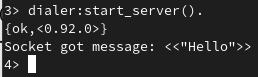 3> dialer:start_server().
{ok,<0.92.0>}
Socket got message: <<"Hello">>
4>